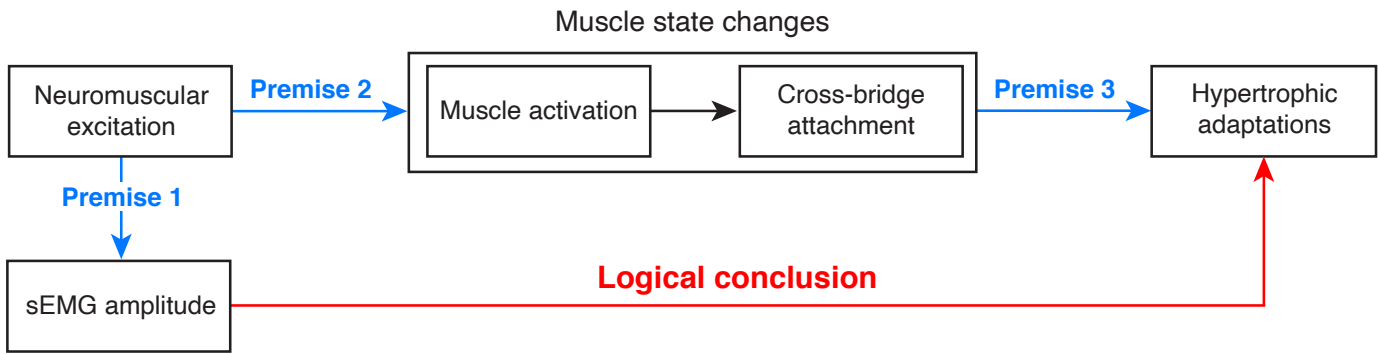 Muscle state changes
Neuromuscular
excitation
Premise 2
Muscle activation
Cross-bridge
attachment
Premise 3
Hypertrophic
adaptations
Premise 1
sEMG amplitude
Logical conclusion